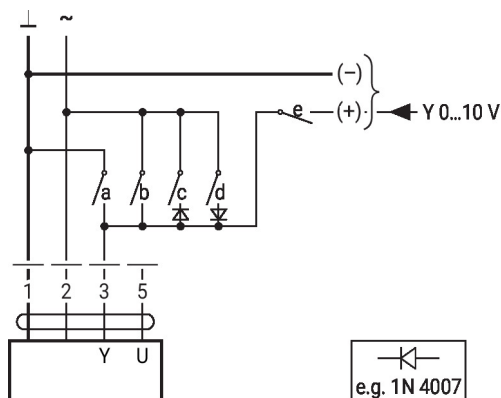 ⊥ ~
(–)
e (+) Y 0...10 V
a b c d
1 2 3 5
Y U
e.g. 1N 4007